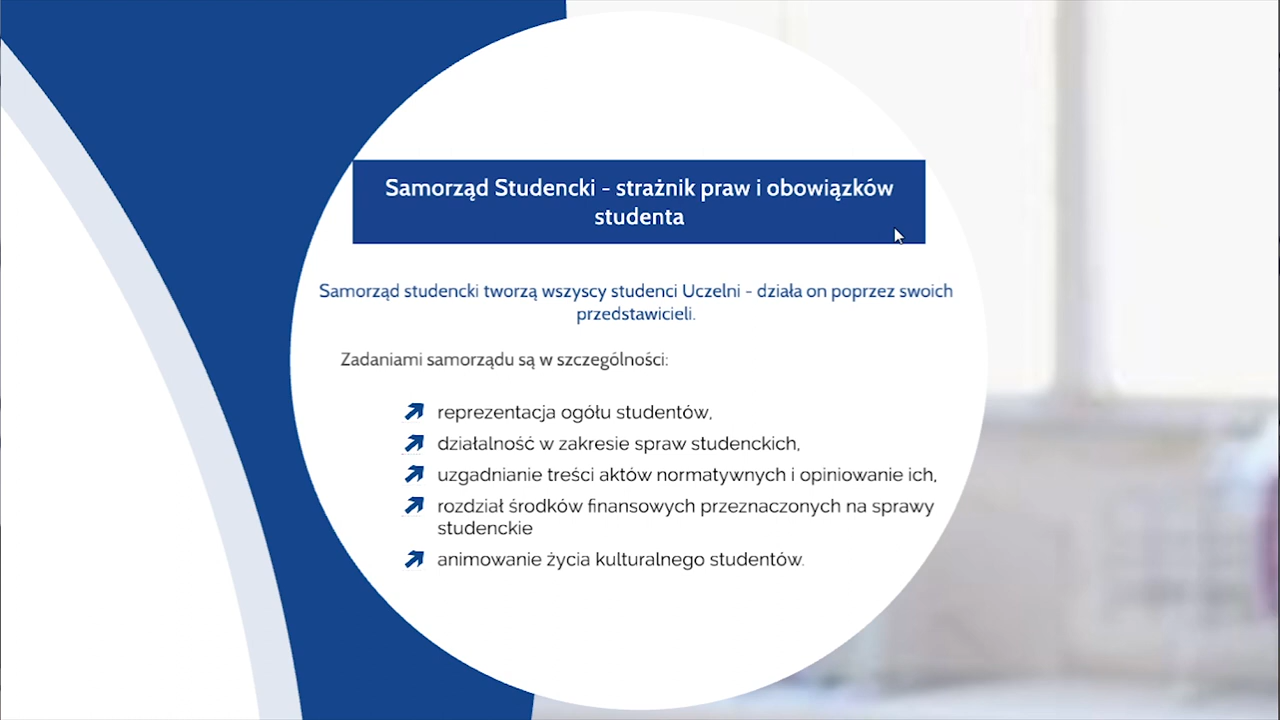 Samorząd Studencki - strażnik praw i obowiązków
studenta
Samorząd studencki tworzą wszyscy studenci Uczelni - działa on poprzez swoich
przedstawicieli.
Zadaniami samorządu są w szczególności:
reprezentacja ogółu studentów,
działalność w zakresie spraw studenckich,
uzgadnianie treści aktów normatywnych i opiniowanie ich,
rozdział środków finansowych przeznaczonych na sprawy
studenckie
animowanie życia kulturalnego studentów.